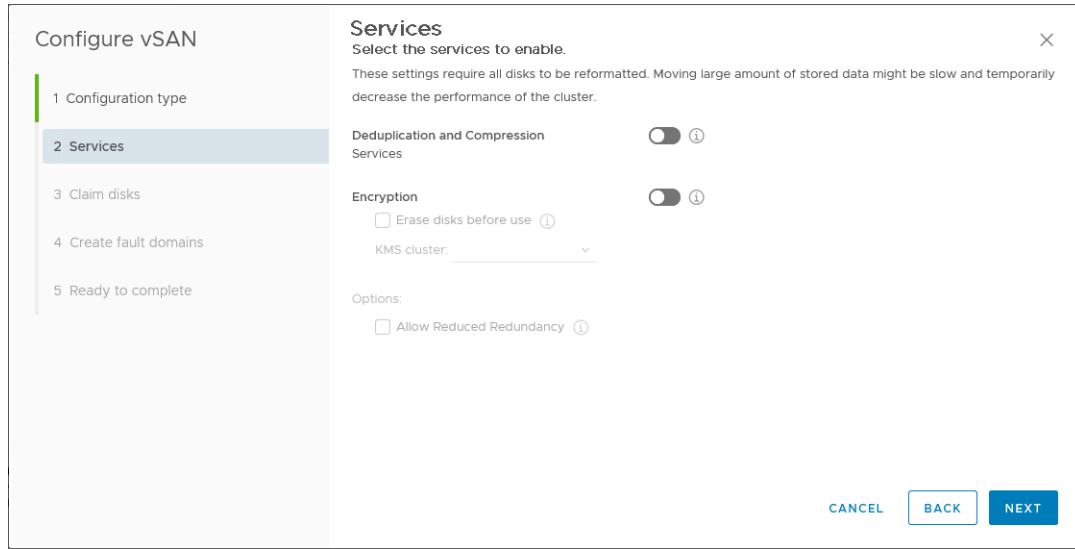 Configure vSAN
1 Configuration type
2 Services
3 Claim disks
4 Create fault domains
5 Ready to complete
Services
Select the services to enable.
These settings require all disks to be reformatted. Moving large amount of stored data might be slow and temporarily
decrease the performance of the cluster.
Deduplication and Compression
Services
Encryption
Erase disks before use
KMS cluster:
Options:
Allow Reduced Redundancy
CANCEL
BACK
NEXT